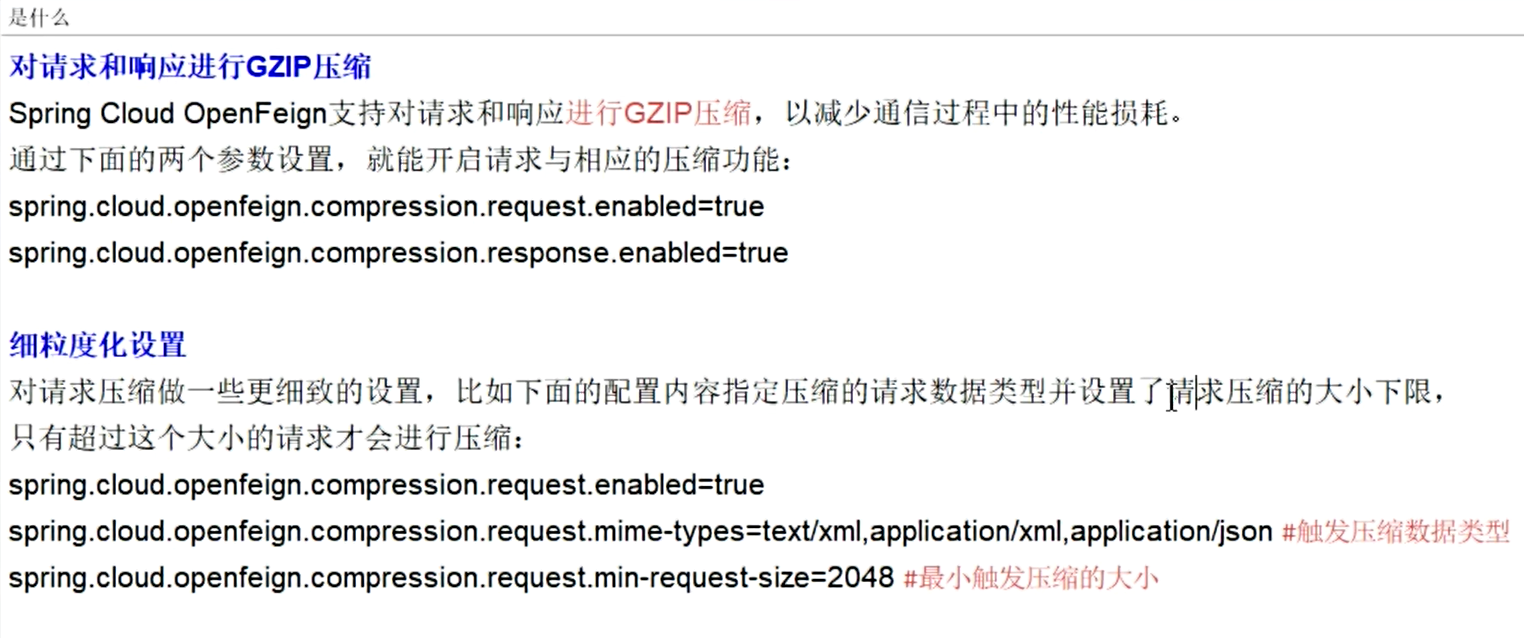 是什么
对请求和响应进行GZIP压缩
Spring Cloud OpenFeign支持对请求和响应进行GZIP压缩，以减少通信过程中的性能损耗。
通过下面的两个参数设置，就能开启请求与相应的压缩功能：
spring.cloud.openfeign.compression.request.enabled=true
spring.cloud.openfeign.compression.response.enabled=true
细粒度化设置
对请求压缩做一些更细致的设置，比如下面的配置内容指定压缩的请求数据类型并设置了请求压缩的大小下限，
只有超过这个大小的请求才会进行压缩：
spring.cloud.openfeign.compression.request.enabled=true
spring.cloud.openfeign.compression.request.mime-types=text/xml,application/xml,application/json #触发压缩数据类型
spring.cloud.openfeign.compression.request.min-request-size=2048 #最小触发压缩的大小